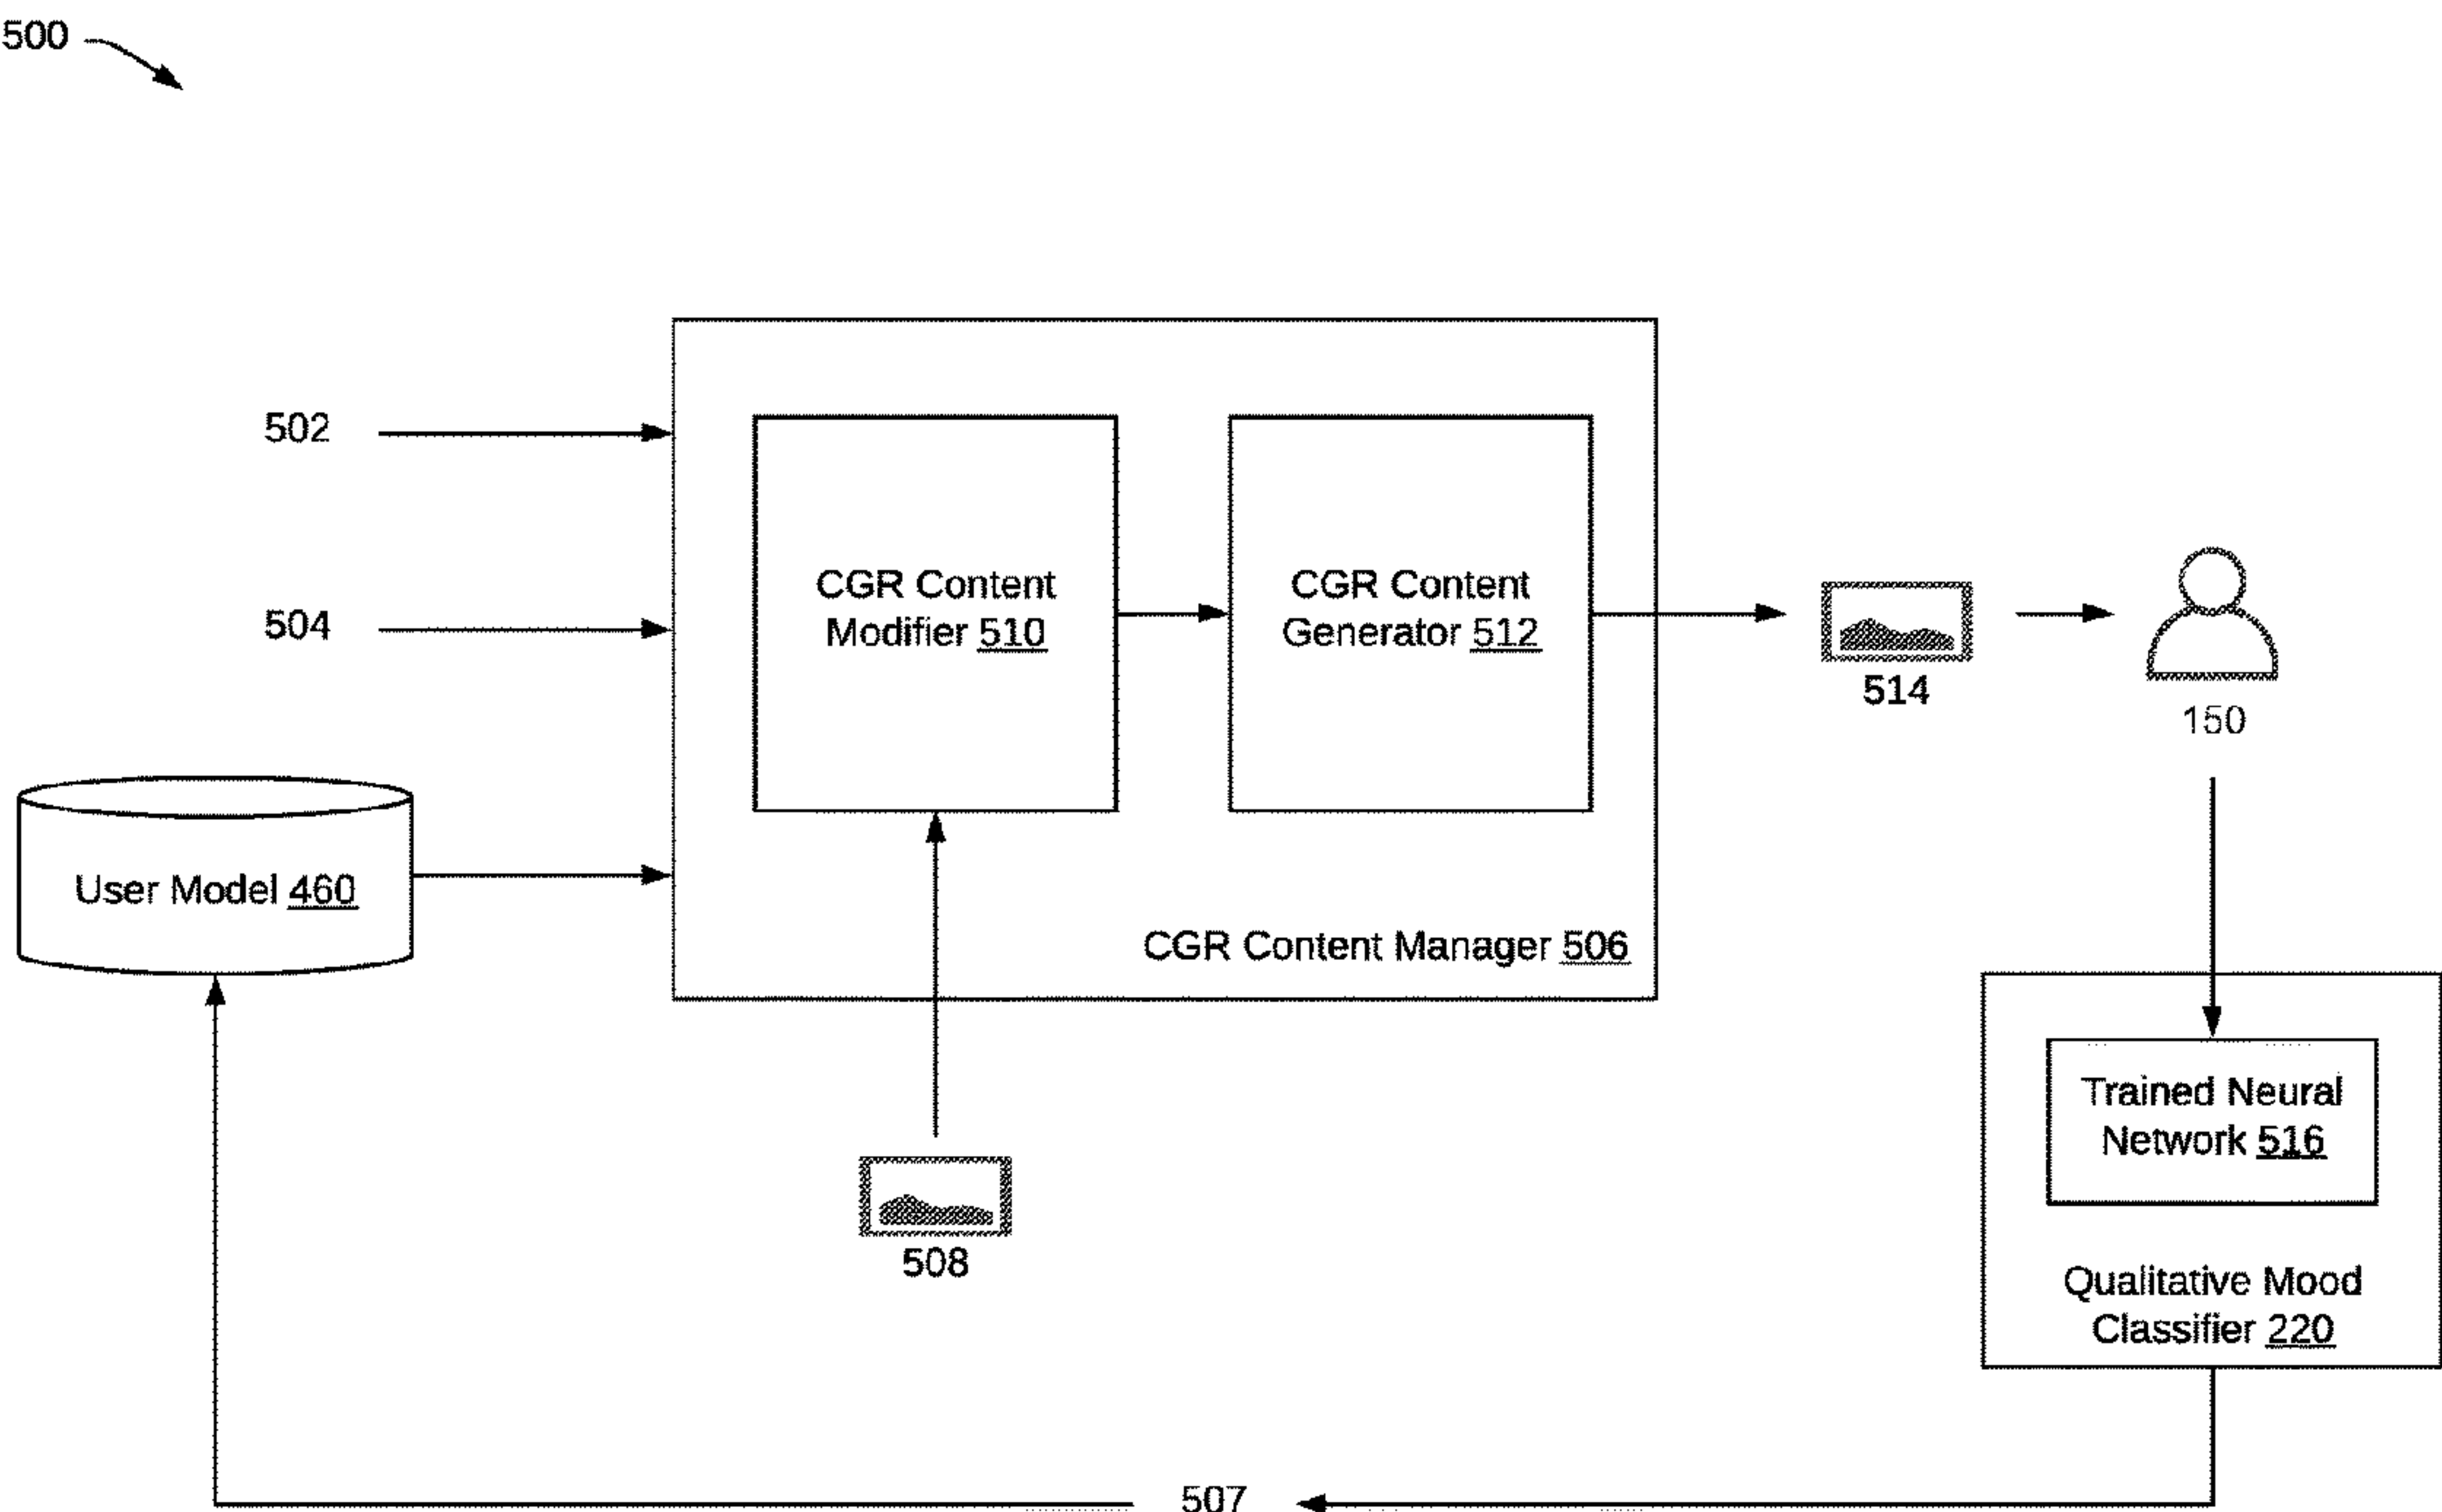 500
502
CGR Content
Modifier 510
CGR Content
Generator 512
504
514
150
User Model 460
CGR Content Manager 506
Trained Neural
Network 516
508
Qualitative Mood
Classifier 220
507